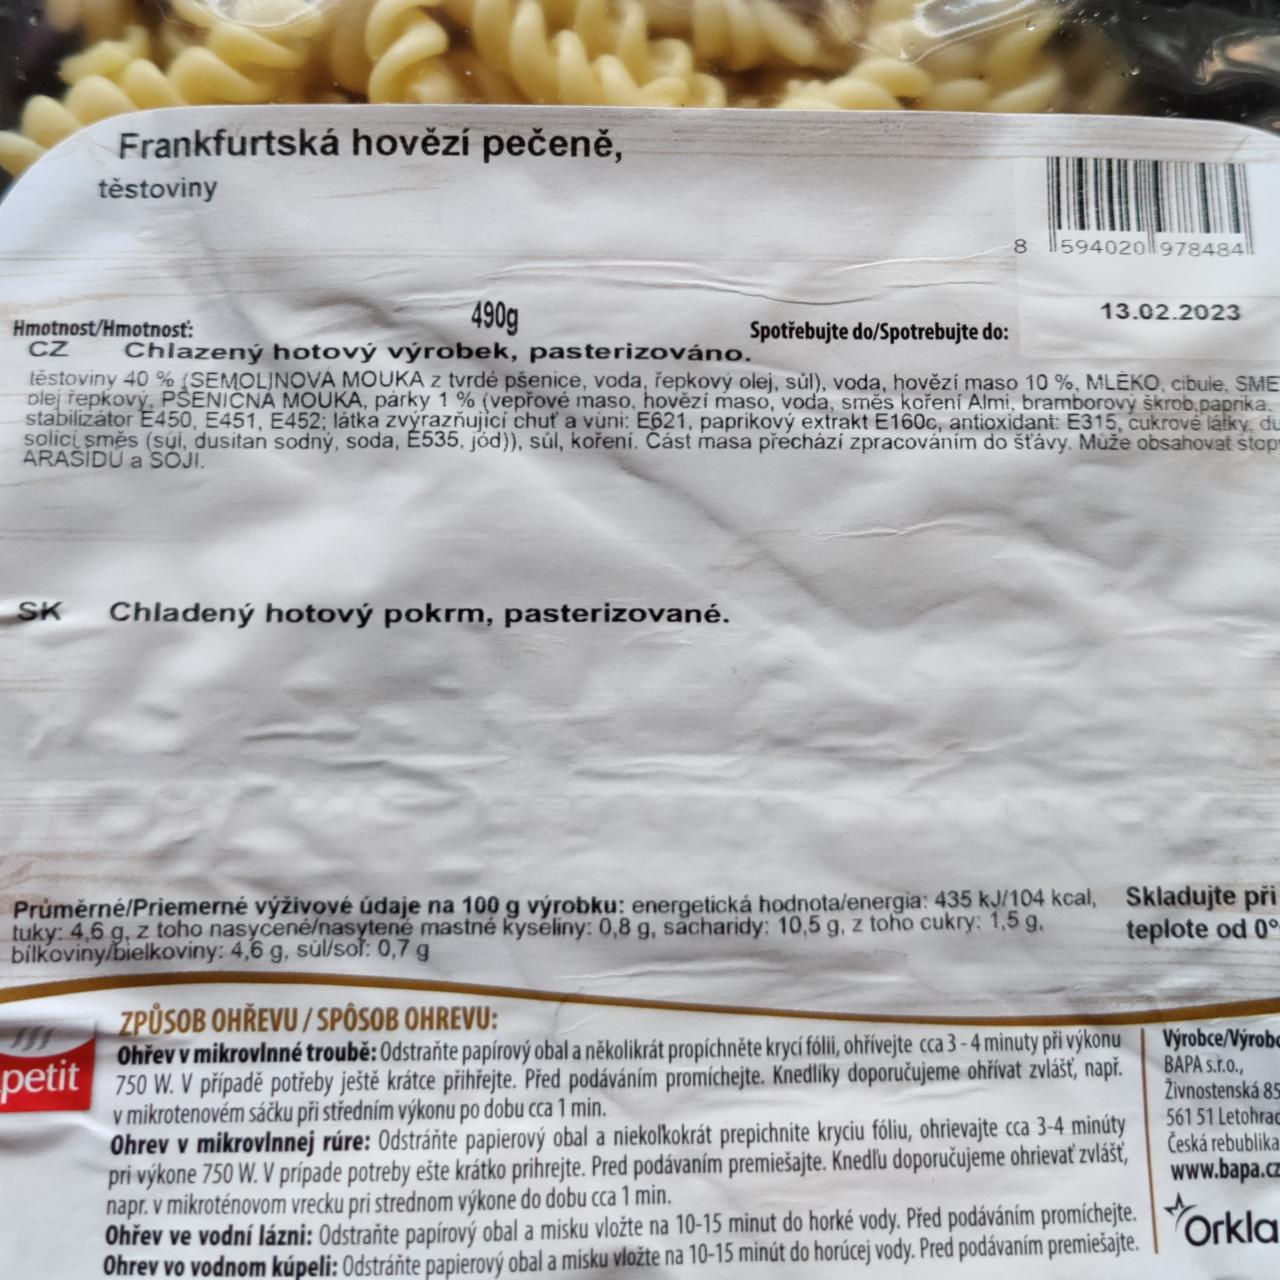 Frankfurtská hovězí pečeně,
těstoviny
8 594020 978484
Hmotnost/Hmotnosť: 490g Spotřebujte do/Spotrebujte do: 13.02.2023
CZ Chlazený hotový výrobek, pasterizováno.
těstoviny 40 % (SEMOLINOVÁ MOUKA z tvrdé pšenice, voda, řepkový olej, sůl), voda, hovězí maso 10 %, MLÉKO, cibule, SME
olej řepkový, PŠENIČNÁ MOUKA, párky 1 % (vepřové maso, hovězí maso, voda, směs koření Almi, bramborový škrob,paprika,
stabilizátor E450, E451, E452; látka zvýrazňující chuť a vůni: E621, paprikový extrakt E160c, antioxidant: E315, cukrové látky, du
solící směs (sůl, dusitan sodný, soda, E535, jód)), sůl, koření. Část masa přechází zpracováním do šťávy. Může obsahovat stop
ARAŠÍDŮ a SÓJI.
SK Chladený hotový pokrm, pasterizované.
Průměrné/Priemerné výživové údaje na 100 g výrobku: energetická hodnota/energia: 435 kJ/104 kcal,
tuky: 4,6 g, z toho nasycené/nasýtené mastné kyseliny: 0,8 g, sacharidy: 10,5 g, z toho cukry: 1,5 g,
bílkoviny/bielkoviny: 4,6 g, sůl/soľ: 0,7 g
Skladujte při
teplote od 0°
petit
ZPŮSOB OHŘEVU / SPÔSOB OHREVU:
Ohřev v mikrovlnné troubě: Odstraňte papírový obal a několikrát propíchněte krycí fólii, ohřívejte cca 3 - 4 minuty při výkonu
750 W. V případě potřeby ještě krátce přihřejte. Před podáváním promíchejte. Knedlíky doporučujeme ohřívat zvlášť, např.
v mikrotenovém sáčku při středním výkonu po dobu cca 1 min.
Ohrev v mikrovlnnej rúre: Odstráňte papierový obal a niekoľkokrát prepichnite kryciu fóliu, ohrievajte cca 3-4 minúty
pri výkone 750 W. V prípade potreby ešte krátko prihrejte. Pred podávaním premiešajte. Knedľu doporučujeme ohrievať zvlášť,
napr. v mikroténovom vrecku pri strednom výkone do dobu cca 1 min.
Ohřev ve vodní lázni: Odstraňte papírový obal a misku vložte na 10-15 minut do horké vody. Před podáváním promíchejte.
Ohrev vo vodnom kúpeli: Odstráňte papierový obal a misku vložte na 10-15 minút do horúcej vody. Pred podávaním premiešajte.
Výrobce/Výrobc
BAPA s.r.o.,
Živnostenská 85
561 51 Letohrad
Česká rebublika
www.bapa.cz
Orkla